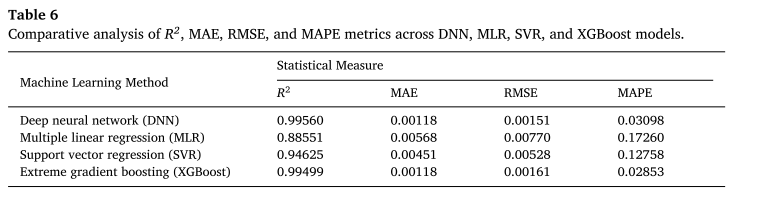 Table 6
Comparative analysis of R², MAE, RMSE, and MAPE metrics across DNN, MLR, SVR, and XGBoost models.
Machine Learning Method
Statistical Measure
R² MAE RMSE MAPE
Deep neural network (DNN) 0.99560 0.00118 0.00151 0.03098
Multiple linear regression (MLR) 0.88551 0.00568 0.00770 0.17260
Support vector regression (SVR) 0.94625 0.00451 0.00528 0.12758
Extreme gradient boosting (XGBoost) 0.99499 0.00118 0.00161 0.02853